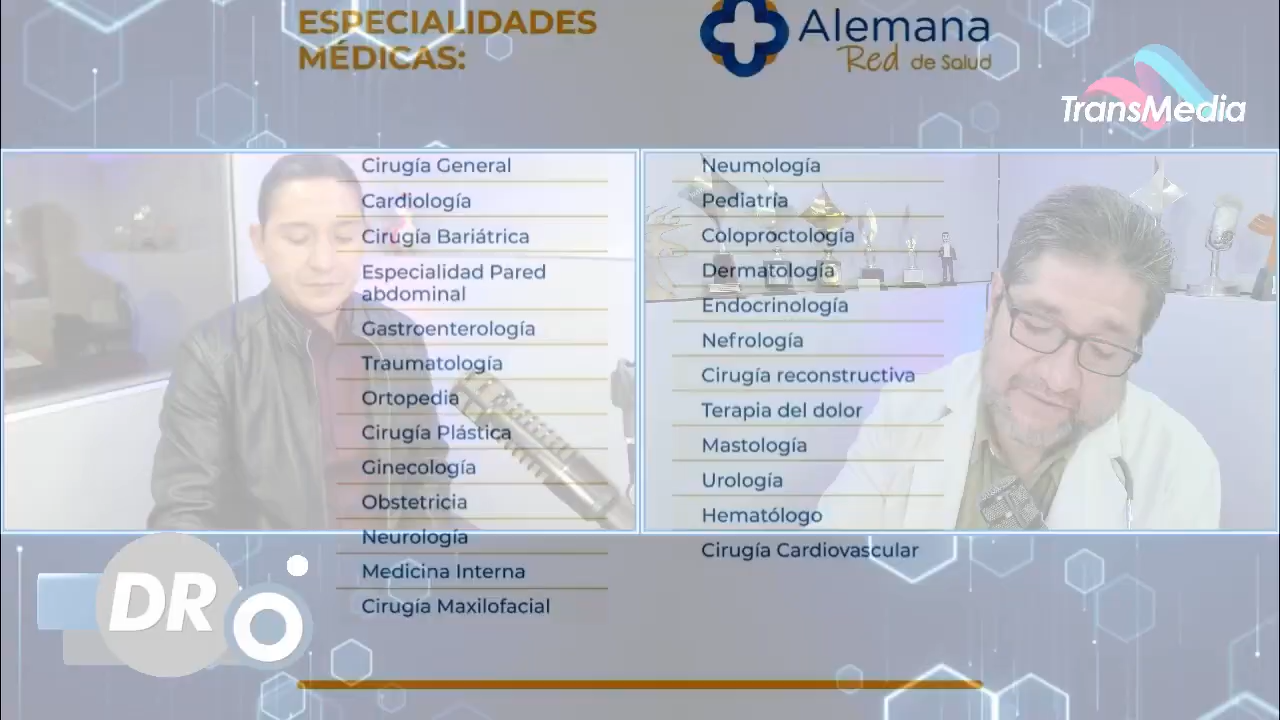 ESPECIALIDADES
MÉDICAS:
Alemana
Red de Salud
TransMedia
Cirugía General
Cardiología
Cirugía Bariátrica
Especialidad Pared
abdominal
Gastroenterología
Traumatología
Ortopedia
Cirugía Plástica
Ginecología
Obstetricia
Neurología
Medicina Interna
Cirugía Maxilofacial
Neumología
Pediatría
Coloproctología
Dermatología
Endocrinología
Nefrología
Cirugía reconstructiva
Terapia del dolor
Mastología
Urología
Hematólogo
Cirugía Cardiovascular
DR